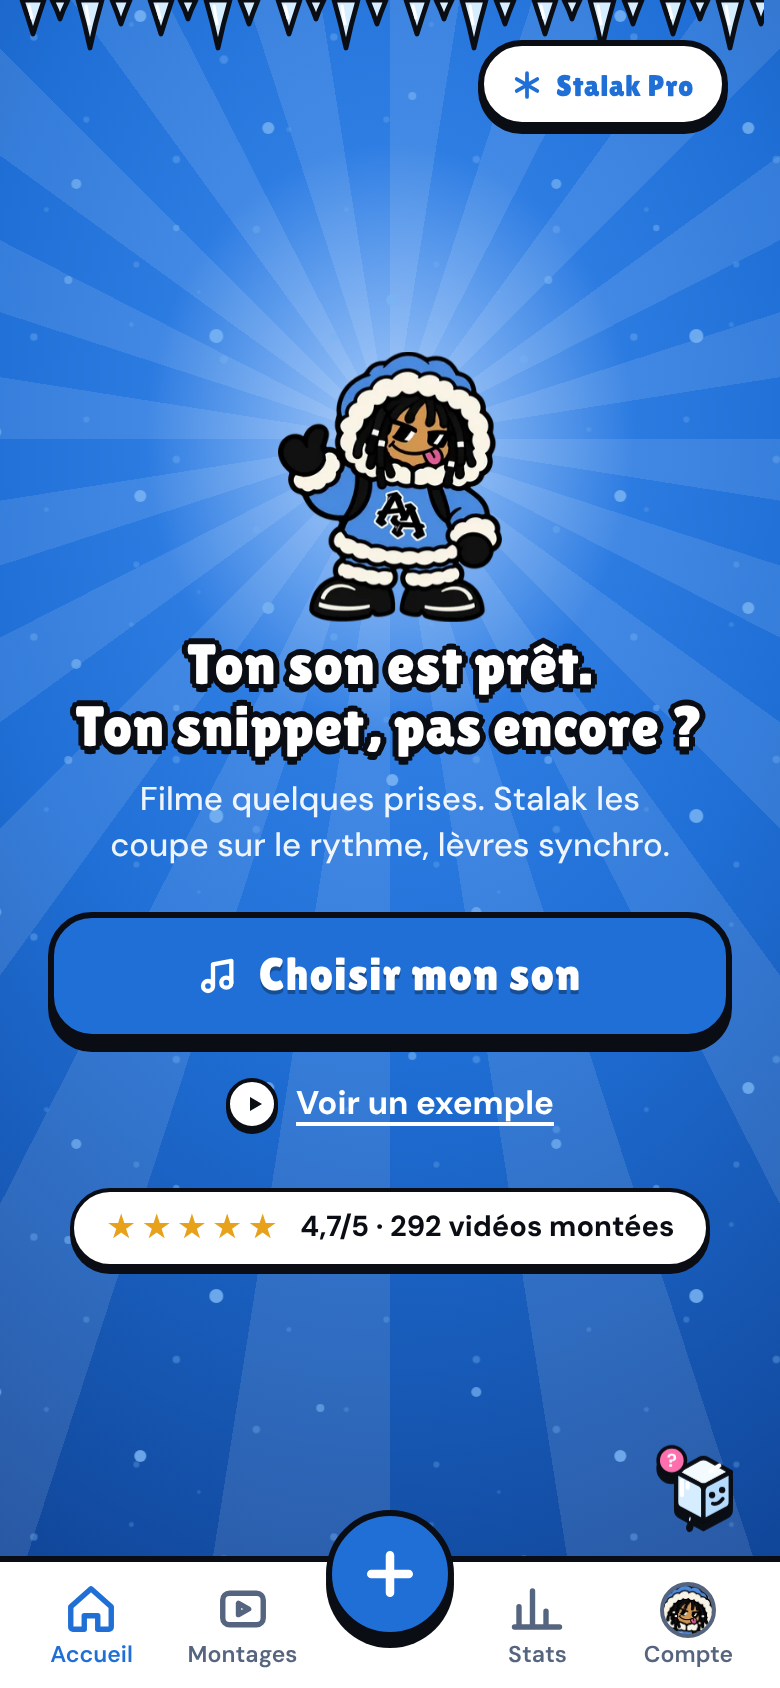 Stalak Pro
AA
Ton son est prêt.
Ton snippet, pas encore ?
Filme quelques prises. Stalak les
coupe sur le rythme, lèvres synchro.
Choisir mon son
Voir un exemple
★★★★★ 4,7/5 · 292 vidéos montées
?
Accueil
Montages
+
Stats
Compte